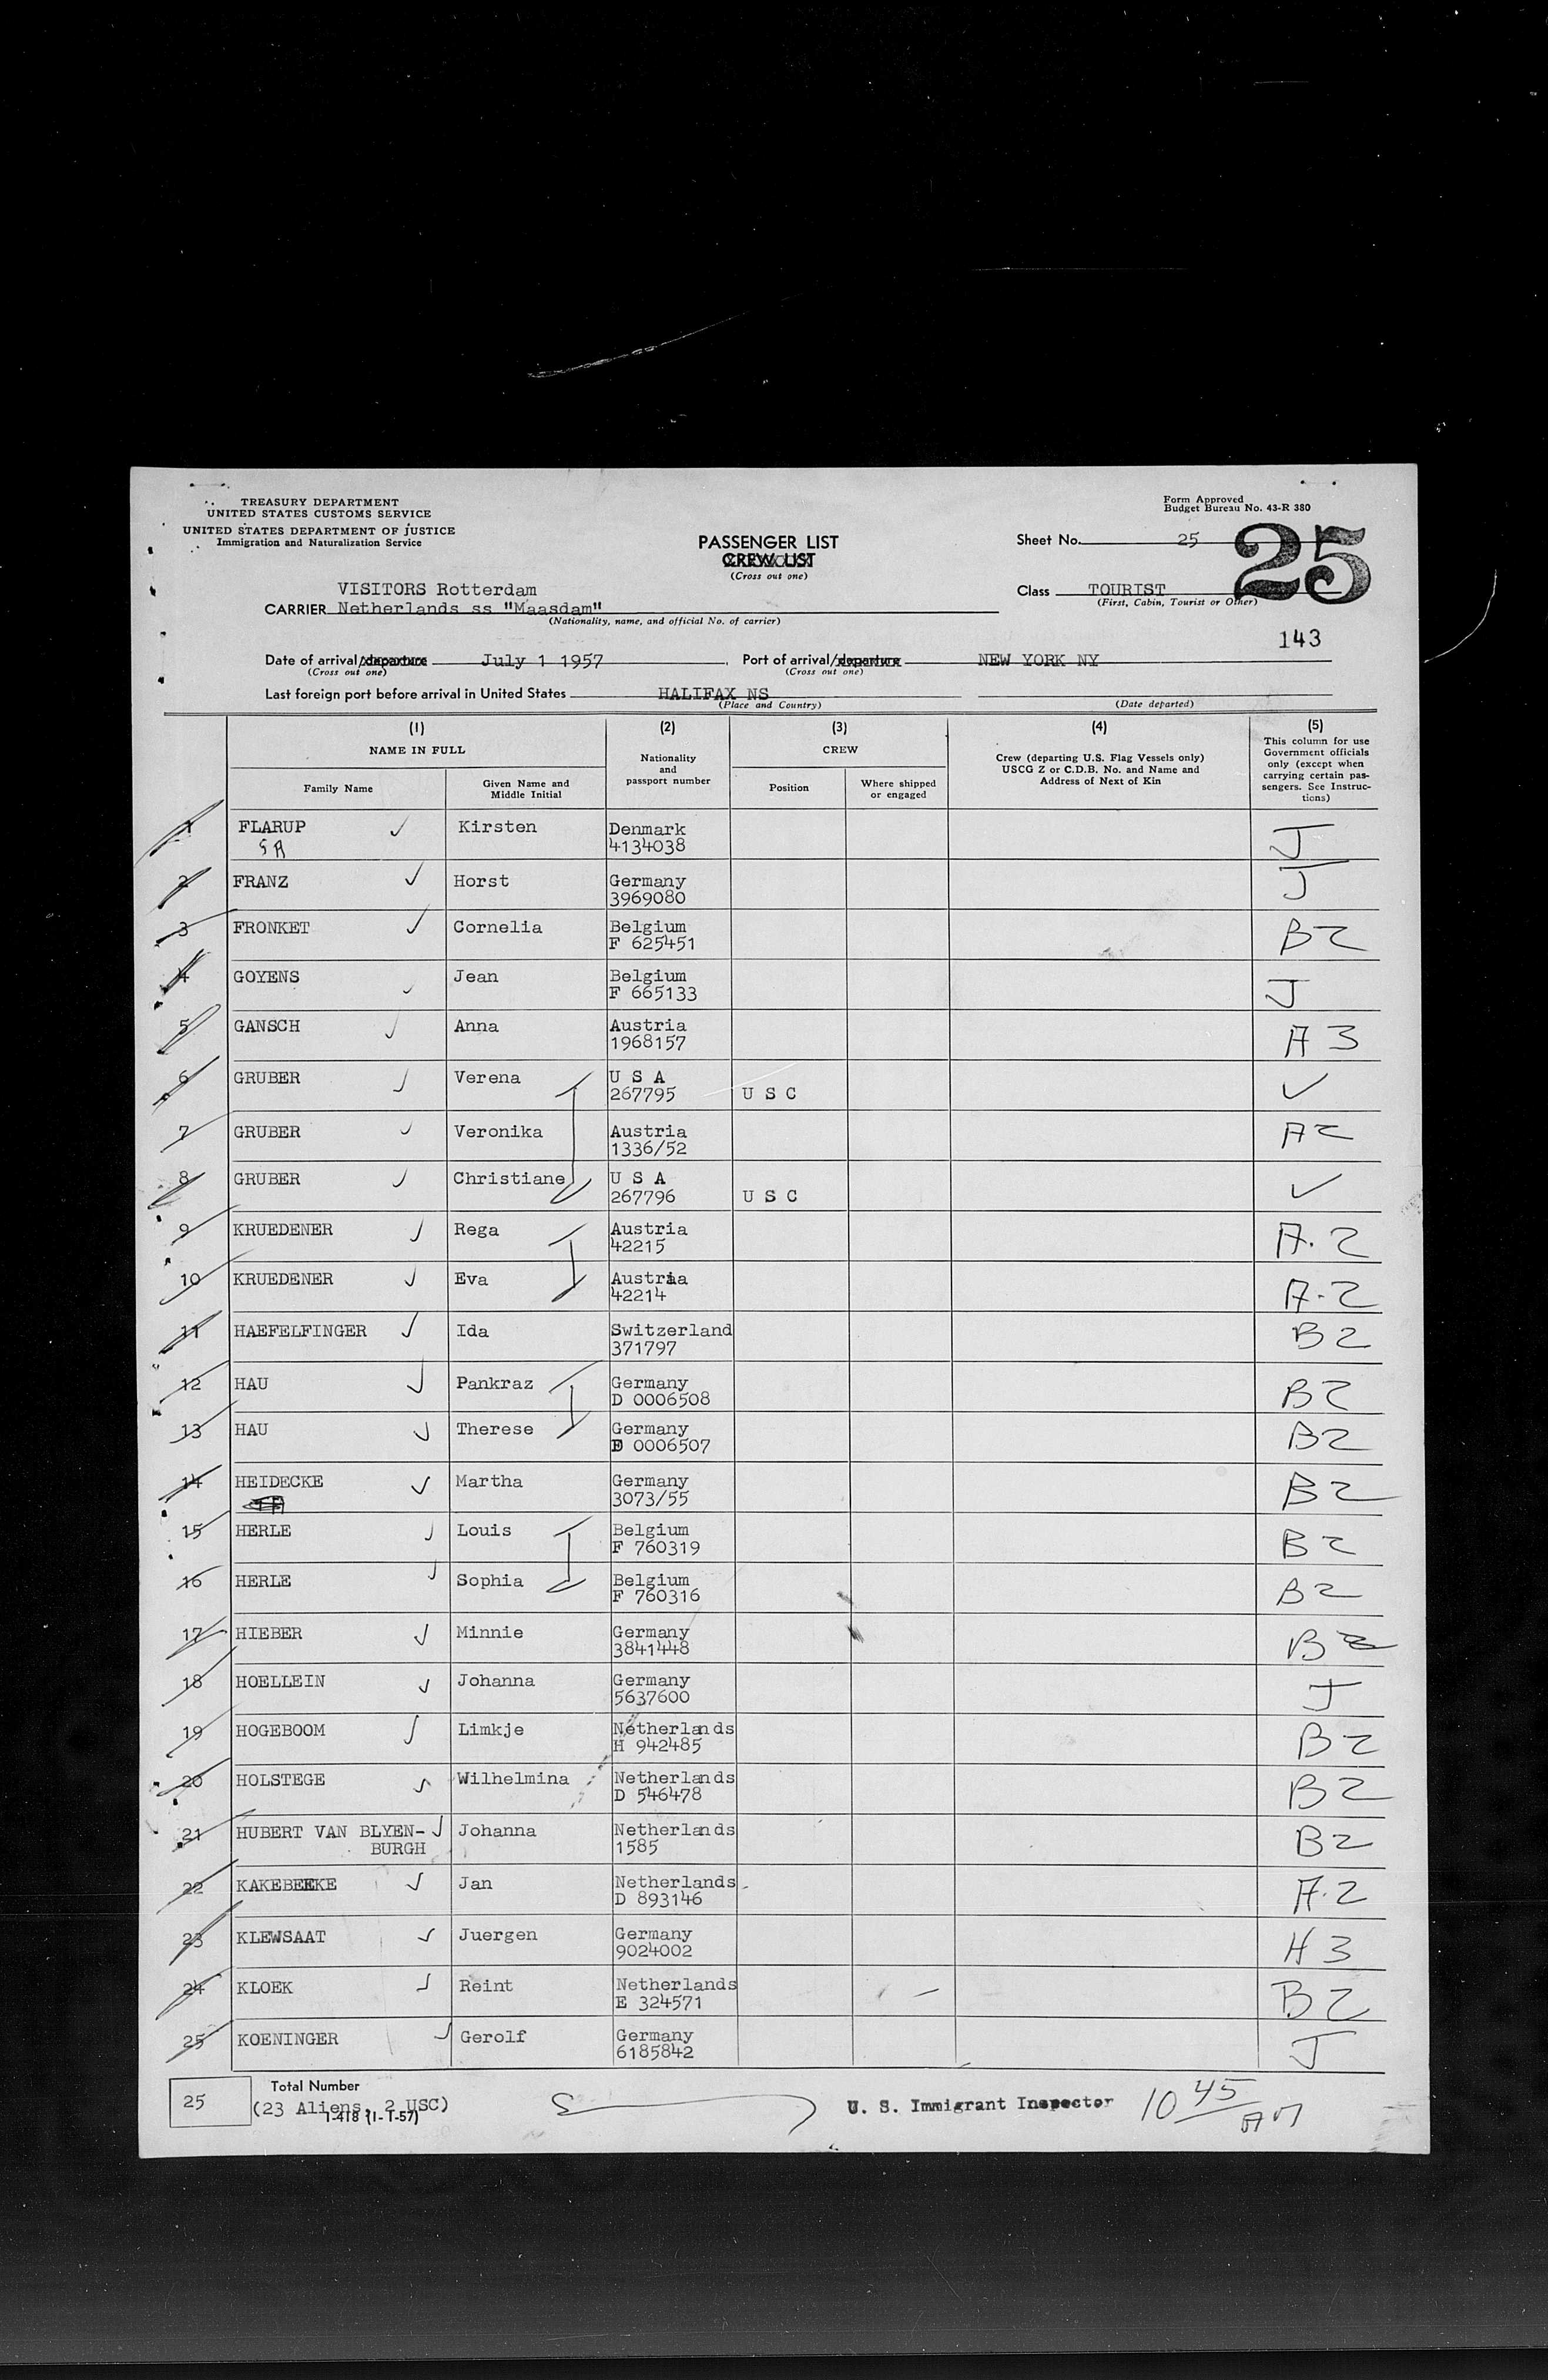 TREASURY DEPARTMENT
UNITED STATES CUSTOMS SERVICE
UNITED STATES DEPARTMENT OF JUSTICE
Immigration and Naturalization Service
Form Approved
Budget Bureau No. 43-R 380
PASSENGER LIST
CREW LIST
(Cross out one)
Sheet No. 25
25
VISITORS Rotterdam
CARRIER Netherlands ss "Maasdam"
(Nationality, name, and official No. of carrier)
Class TOURIST
(First, Cabin, Tourist or Other)
143
Date of arrival/departure July 1 1957 Port of arrival/departure NEW YORK NY
(Cross out one) (Cross out one)
Last foreign port before arrival in United States HALIFAX NS
(Place and Country) (Date departed)
(1) (2) (3) (4) (5)
NAME IN FULL
Family Name
Given Name and Middle Initial
Nationality and passport number
CREW
Position
Where shipped or engaged
Crew (departing U.S. Flag Vessels only)
USCG Z or C.D.B. No. and Name and
Address of Next of Kin
This column for use
Government officials
only (except when
carrying certain pas-
sengers. See Instruc-
tions)
1 FLARUP Kirsten Denmark J
4134038
2 FRANZ Horst Germany J
3969080
3 FRONKET Cornelia Belgium B2
F 625451
4 GOYENS Jean Belgium J
F 665133
5 GANSCH Anna Austria A3
1968157
6 GRUBER Verena U S A
267795 U S C
7 GRUBER Veronika Austria A2
1336/52
8 GRUBER Christiane U S A
267796 U S C
9 KRUEDENER Rega Austria A.2
42215
10 KRUEDENER Eva Austria A-2
42214
11 HAEFELFINGER Ida Switzerland B2
371797
12 HAU Pankraz Germany B2
D 0006508
13 HAU Therese Germany B2
0006507
14 HEIDECKE Martha Germany B2
3073/55
15 HERLE Louis Belgium B2
F 760319
16 HERLE Sophia Belgium B2
F 760316
17 HIEBER Minnie Germany B2
3841448
18 HOELLEIN Johanna Germany J
5637600
19 HOGEBOOM Limkje Netherlands B2
H 942485
20 HOLSTEGE Wilhelmina Netherlands B2
D 546478
21 HUBERT VAN BLYEN- Johanna Netherlands B2
BURGH 1585
22 KAKEBEEKE Jan Netherlands A.2
D 893146
23 KLEWSAAT Juergen Germany H3
9024002
24 KLOEK Reint Netherlands B2
E 324571
25 KOENINGER Gerolf Germany J
6185842
25 Total Number
(23 Aliens, 2 USC)
I-418 (1-1-57)
U. S. Immigrant Inspector 10 45 AM